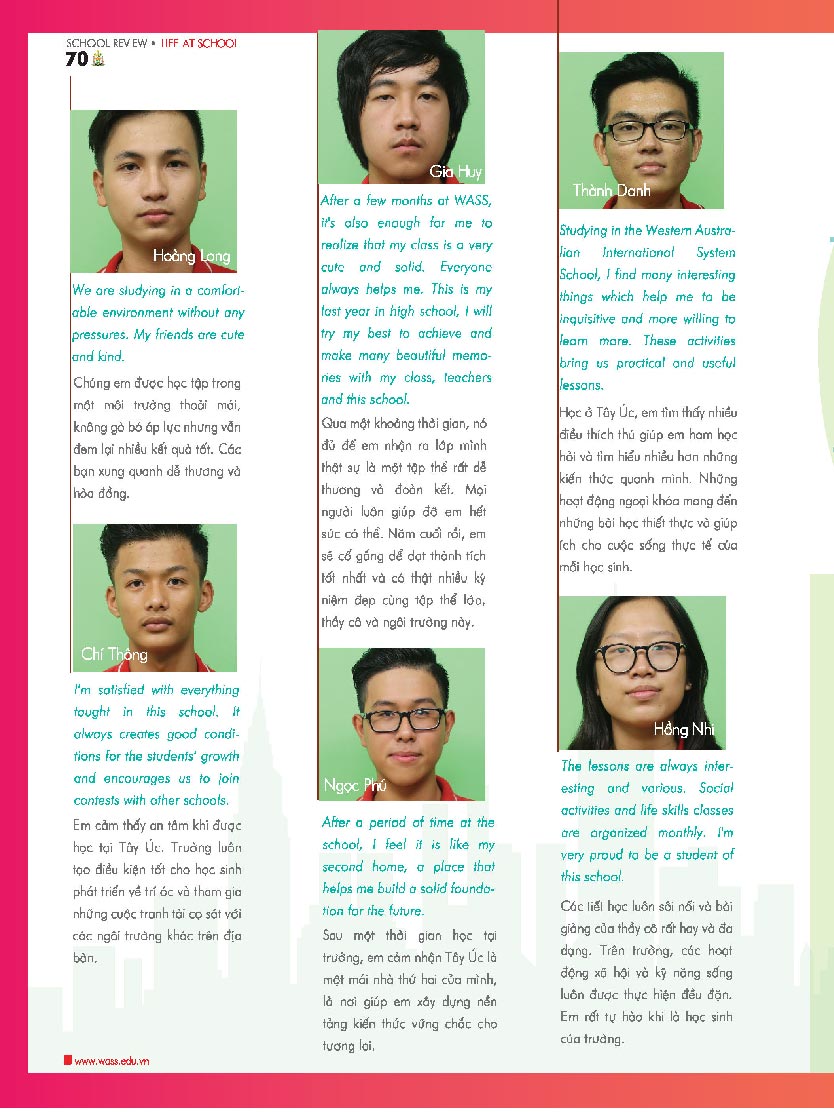 SCHOOL REVIEW • LIFE AT SCHOOL
70
Hoàng Long
We are studying in a comfort-
able environment without any
pressures. My friends are cute
and kind.
Chúng em được học tập trong
một môi trường thoải mái,
không gò bó áp lực nhưng vẫn
đem lại nhiều kết quả tốt. Các
bạn xung quanh dễ thương và
hòa đồng.
Chí Thông
I'm satisfied with everything
taught in this school. It
always creates good condi-
tions for the students' growth
and encourages us to join
contests with other schools.
Em cảm thấy an tâm khi được
học tại Tây Úc. Trường luôn
tạo điều kiện tốt cho học sinh
phát triển về trí óc và tham gia
những cuộc tranh tài cọ sát với
các ngôi trường khác trên địa
bàn.
Gia Huy
After a few months at WASS,
it's also enough for me to
realize that my class is a very
cute and solid. Everyone
always helps me. This is my
last year in high school, I will
try my best to achieve and
make many beautiful memo-
ries with my class, teachers
and this school.
Qua một khoảng thời gian, nó
đủ để em nhận ra lớp mình
thật sự là một tập thể rất dễ
thương và đoàn kết. Mọi
người luôn giúp đỡ em hết
sức có thể. Năm cuối rồi, em
sẽ cố gắng để đạt thành tích
tốt nhất và có thật nhiều kỷ
niệm đẹp cùng tập thể lớp,
thầy cô và ngôi trường này.
Ngọc Phú
After a period of time at the
school, I feel it is like my
second home, a place that
helps me build a solid founda-
tion for the future.
Sau một thời gian học tại
trường, em cảm nhận Tây Úc là
một mái nhà thứ hai của mình,
là nơi giúp em xây dựng nền
tảng kiến thức vững chắc cho
tương lai.
Thành Danh
Studying in the Western Austra-
lian International System
School, I find many interesting
things which help me to be
inquisitive and more willing to
learn more. These activities
bring us practical and useful
lessons.
Học ở Tây Úc, em tìm thấy nhiều
điều thích thú giúp em ham học
hỏi và tìm hiểu nhiều hơn những
kiến thức quanh mình. Những
hoạt động ngoại khóa mang đến
những bài học thiết thực và giúp
ích cho cuộc sống thực tế của
mỗi học sinh.
Hồng Nhi
The lessons are always inter-
esting and various. Social
activities and life skills classes
are organized monthly. I'm
very proud to be a student of
this school.
Các tiết học luôn sôi nổi và bài
giảng của thầy cô rất hay và đa
dạng. Trên trường, các hoạt
động xã hội và kỹ năng sống
luôn được thực hiện đều đặn.
Em rất tự hào khi là học sinh
của trường.
www.wass.edu.vn